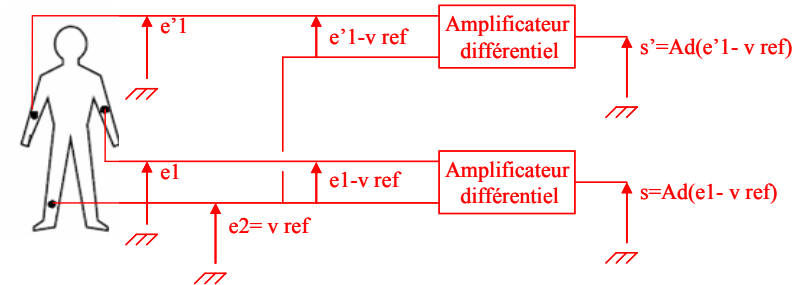 e’1
e’1-v ref
Amplificateur
différentiel
s’=Ad(e’1- v ref)
e1
e1-v ref
Amplificateur
différentiel
s=Ad(e1- v ref)
e2= v ref